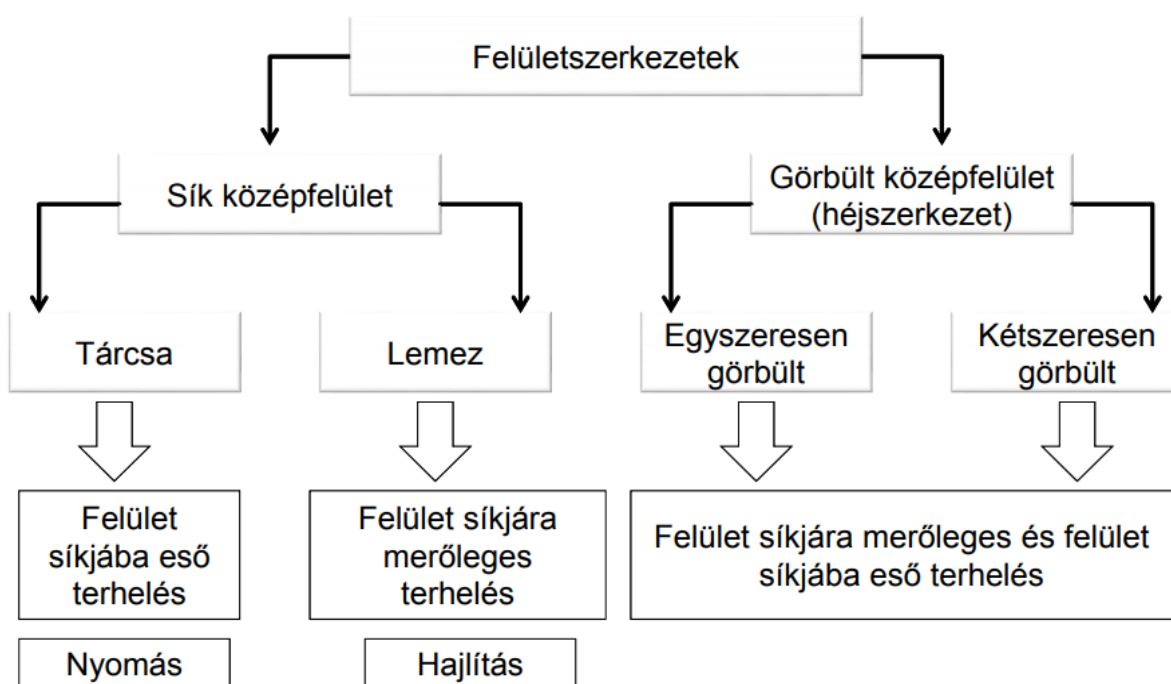 Felületszerkezetek
Sík középfelület
Görbült középfelület
(héjszerkezet)
Tárcsa
Lemez
Egyszeresen
görbült
Kétszeresen
görbült
Felület
síkjába eső
terhelés
Felület síkjára
merőleges
terhelés
Felület síkjára merőleges és felület
síkjába eső terhelés
Nyomás
Hajlítás